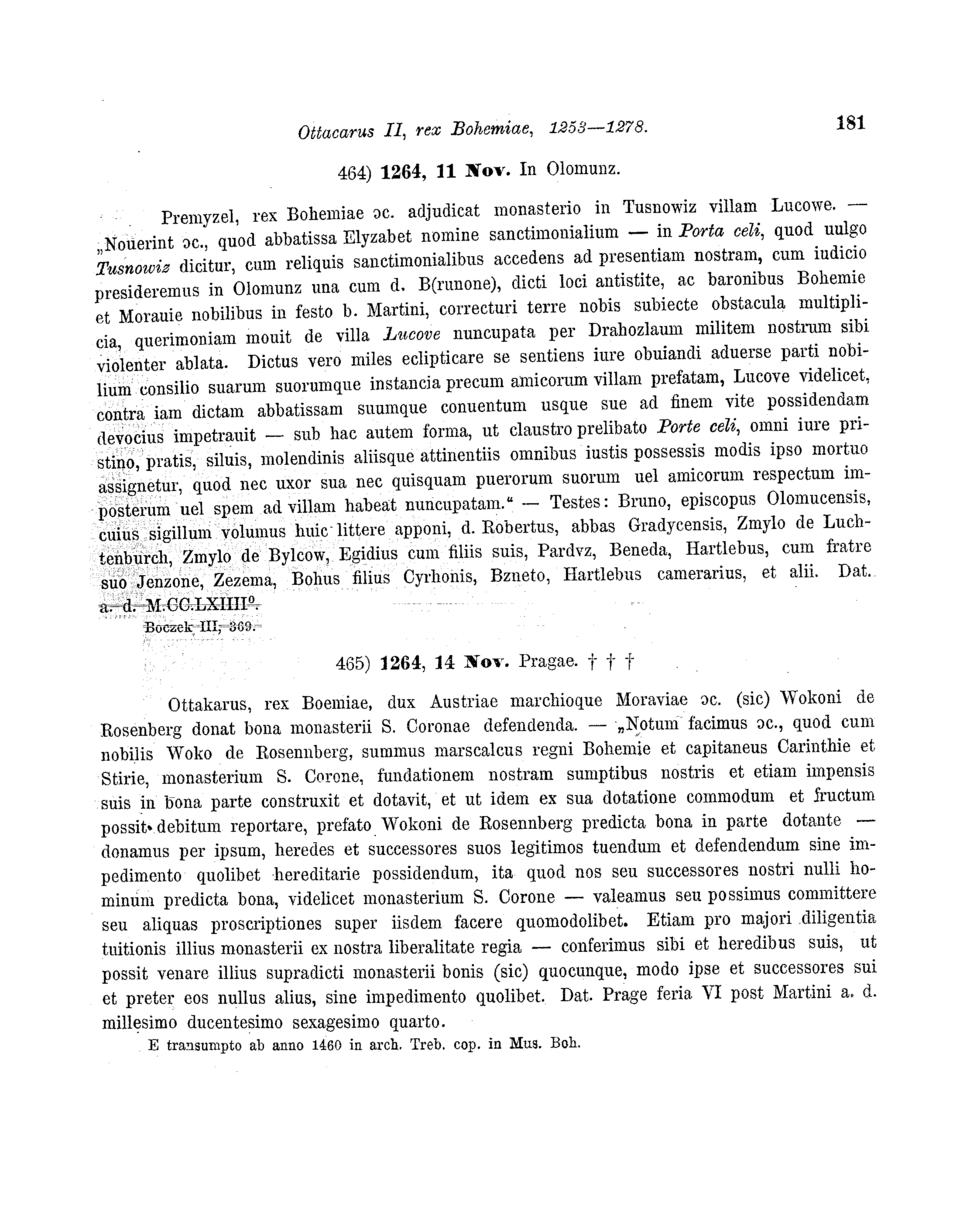 Ottacarus II, rex Bohemiae, 1253—1278.
181
464) 1264, 11 Nov. In Olomunz.
Premyzel, rex Bohemiae ɔc. adjudicat monasterio in Tusnowiz villam Lucowe. —
„Nouerint ɔc., quod abbatissa Elyzabet nomine sanctimonialium — in Porta celi, quod uulgo
Tusnowiz dicitur, cum reliquis sanctimonialibus accedens ad presentiam nostram, cum iudicio
presideremus in Olomunz una cum d. B(runone), dicti loci antistite, ac baronibus Bohemie
et Morauie nobilibus in festo b. Martini, correcturi terre nobis subiecte obstacula multipli-
cia, querimoniam mouit de villa Lucove nuncupata per Drahozlaum militem nostrum sibi
violenter ablata. Dictus vero miles eclipticare se sentiens iure obuiandi aduerse parti nobi-
lium consilio suarum suorumque instancia precum amicorum villam prefatam, Lucove videlicet,
contra iam dictam abbatissam suumque conuentum usque sue ad finem vite possidendam
devocius impetrauit — sub hac autem forma, ut claustro prelibato Porte celi, omni iure pri-
stino, pratis, siluis, molendinis aliisque attinentiis omnibus iustis possessis modis ipso mortuo
assignetur, quod nec uxor sua nec quisquam puerorum suorum uel amicorum respectum im-
posterum uel spem ad villam habeat nuncupatam.“ — Testes: Bruno, episcopus Olomucensis,
cuius sigillum volumus huic littere apponi, d. Robertus, abbas Gradycensis, Zmylo de Luch-
tenburch, Zmylo de Bylcow, Egidius cum filiis suis, Pardvz, Beneda, Hartlebus, cum fratre
suo Jenzone, Zezema, Bohus filius Cyrhonis, Bzneto, Hartlebus camerarius, et alii. Dat.
a. d. M.CC.LXIIIIº.
Boczek III, 369.
465) 1264, 14 Nov. Pragae. † † †
Ottakarus, rex Boemiae, dux Austriae marchioque Moraviae ɔc. (sic) Wokoni de
Rosenberg donat bona monasterii S. Coronae defendenda. — „Notum facimus ɔc., quod cum
nobilis Woko de Rosennberg, summus marscalcus regni Bohemie et capitaneus Carinthie et
Stirie, monasterium S. Corone, fundationem nostram sumptibus nostris et etiam impensis
suis in bona parte construxit et dotavit, et ut idem ex sua dotatione commodum et fructum
possit debitum reportare, prefato Wokoni de Rosennberg predicta bona in parte dotante —
donamus per ipsum, heredes et successores suos legitimos tuendum et defendendum sine im-
pedimento quolibet hereditarie possidendum, ita quod nos seu successores nostri nulli ho-
minum predicta bona, videlicet monasterium S. Corone — valeamus seu possimus committere
seu aliquas proscriptiones super iisdem facere quomodolibet. Etiam pro majori diligentia
tuitionis illius monasterii ex nostra liberalitate regia — conferimus sibi et heredibus suis, ut
possit venare illius supradicti monasterii bonis (sic) quocunque, modo ipse et successores sui
et preter eos nullus alius, sine impedimento quolibet. Dat. Prage feria VI post Martini a. d.
millesimo ducentesimo sexagesimo quarto.
E transumpto ab anno 1460 in arch. Treb. cop. in Mus. Boh.